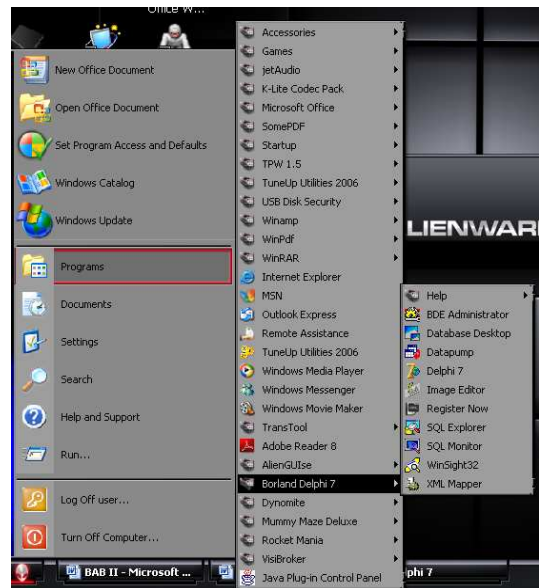 Office W...
New Office Document
Open Office Document
Set Program Access and Defaults
Windows Catalog
Windows Update
Programs
Documents
Settings
Search
Help and Support
Run...
Log Off user...
Turn Off Computer...
Accessories
Games
jetAudio
K-Lite Codec Pack
Microsoft Office
SomePDF
Startup
TPW 1.5
TuneUp Utilities 2006
USB Disk Security
Winamp
WinPdf
WinRAR
Internet Explorer
MSN
Outlook Express
Remote Assistance
TuneUp Utilities 2006
Windows Media Player
Windows Messenger
Windows Movie Maker
TransTool
Adobe Reader 8
AlienGUIse
Borland Delphi 7
Dynomite
Mummy Maze Deluxe
Rocket Mania
VisiBroker
Java Plug-in Control Panel
Help
BDE Administrator
Database Desktop
Datapump
Delphi 7
Image Editor
Register Now
SQL Explorer
SQL Monitor
WinSight32
XML Mapper
LIENWAR
BAB II - Microsoft ...
phi 7